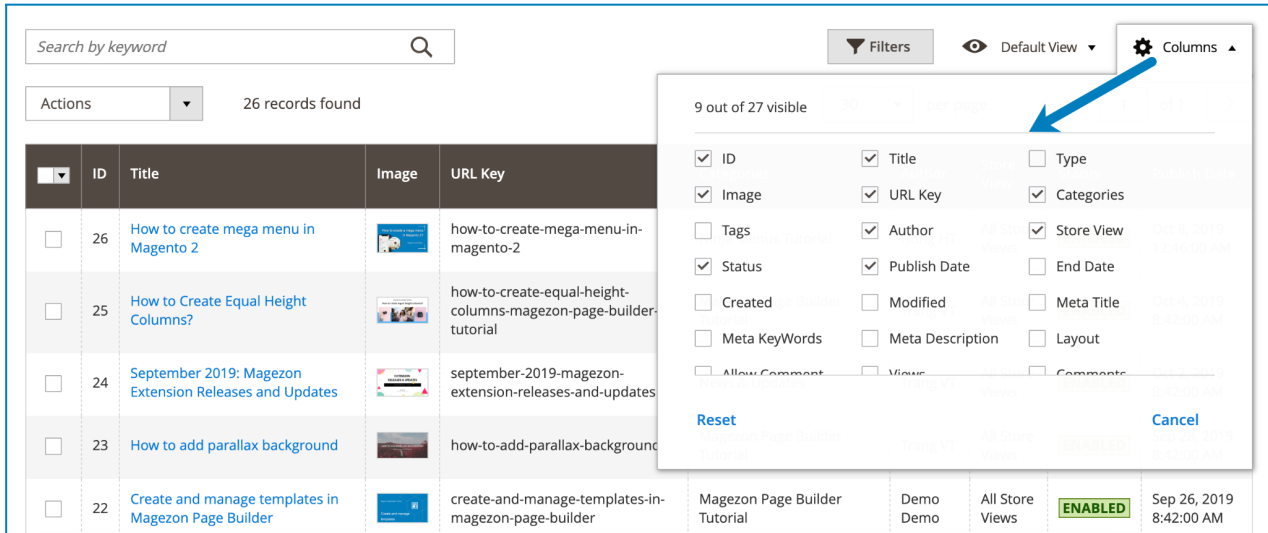 Search by keyword
Filters
Default View
Columns
Actions
26 records found
9 out of 27 visible
ID
Title
Type
Image
URL Key
Categories
Tags
Author
Store View
Status
Publish Date
End Date
Created
Modified
Meta Title
Meta KeyWords
Meta Description
Layout
Allow Comment
Views
Comments
Reset
Cancel
ID
Title
Image
URL Key
26
How to create mega menu in
Magento 2
how-to-create-mega-menu-in-
magento-2
25
How to Create Equal Height
Columns?
how-to-create-equal-height-
columns-magezon-page-builder-
tutorial
24
September 2019: Magezon
Extension Releases and Updates
september-2019-magezon-
extension-releases-and-updates
23
How to add parallax background
how-to-add-parallax-background
22
Create and manage templates in
Magezon Page Builder
create-and-manage-templates-in-
magezon-page-builder
Magezon Page Builder
Tutorial
Demo
Demo
All Store
Views
ENABLED
Sep 26, 2019
8:42:00 AM